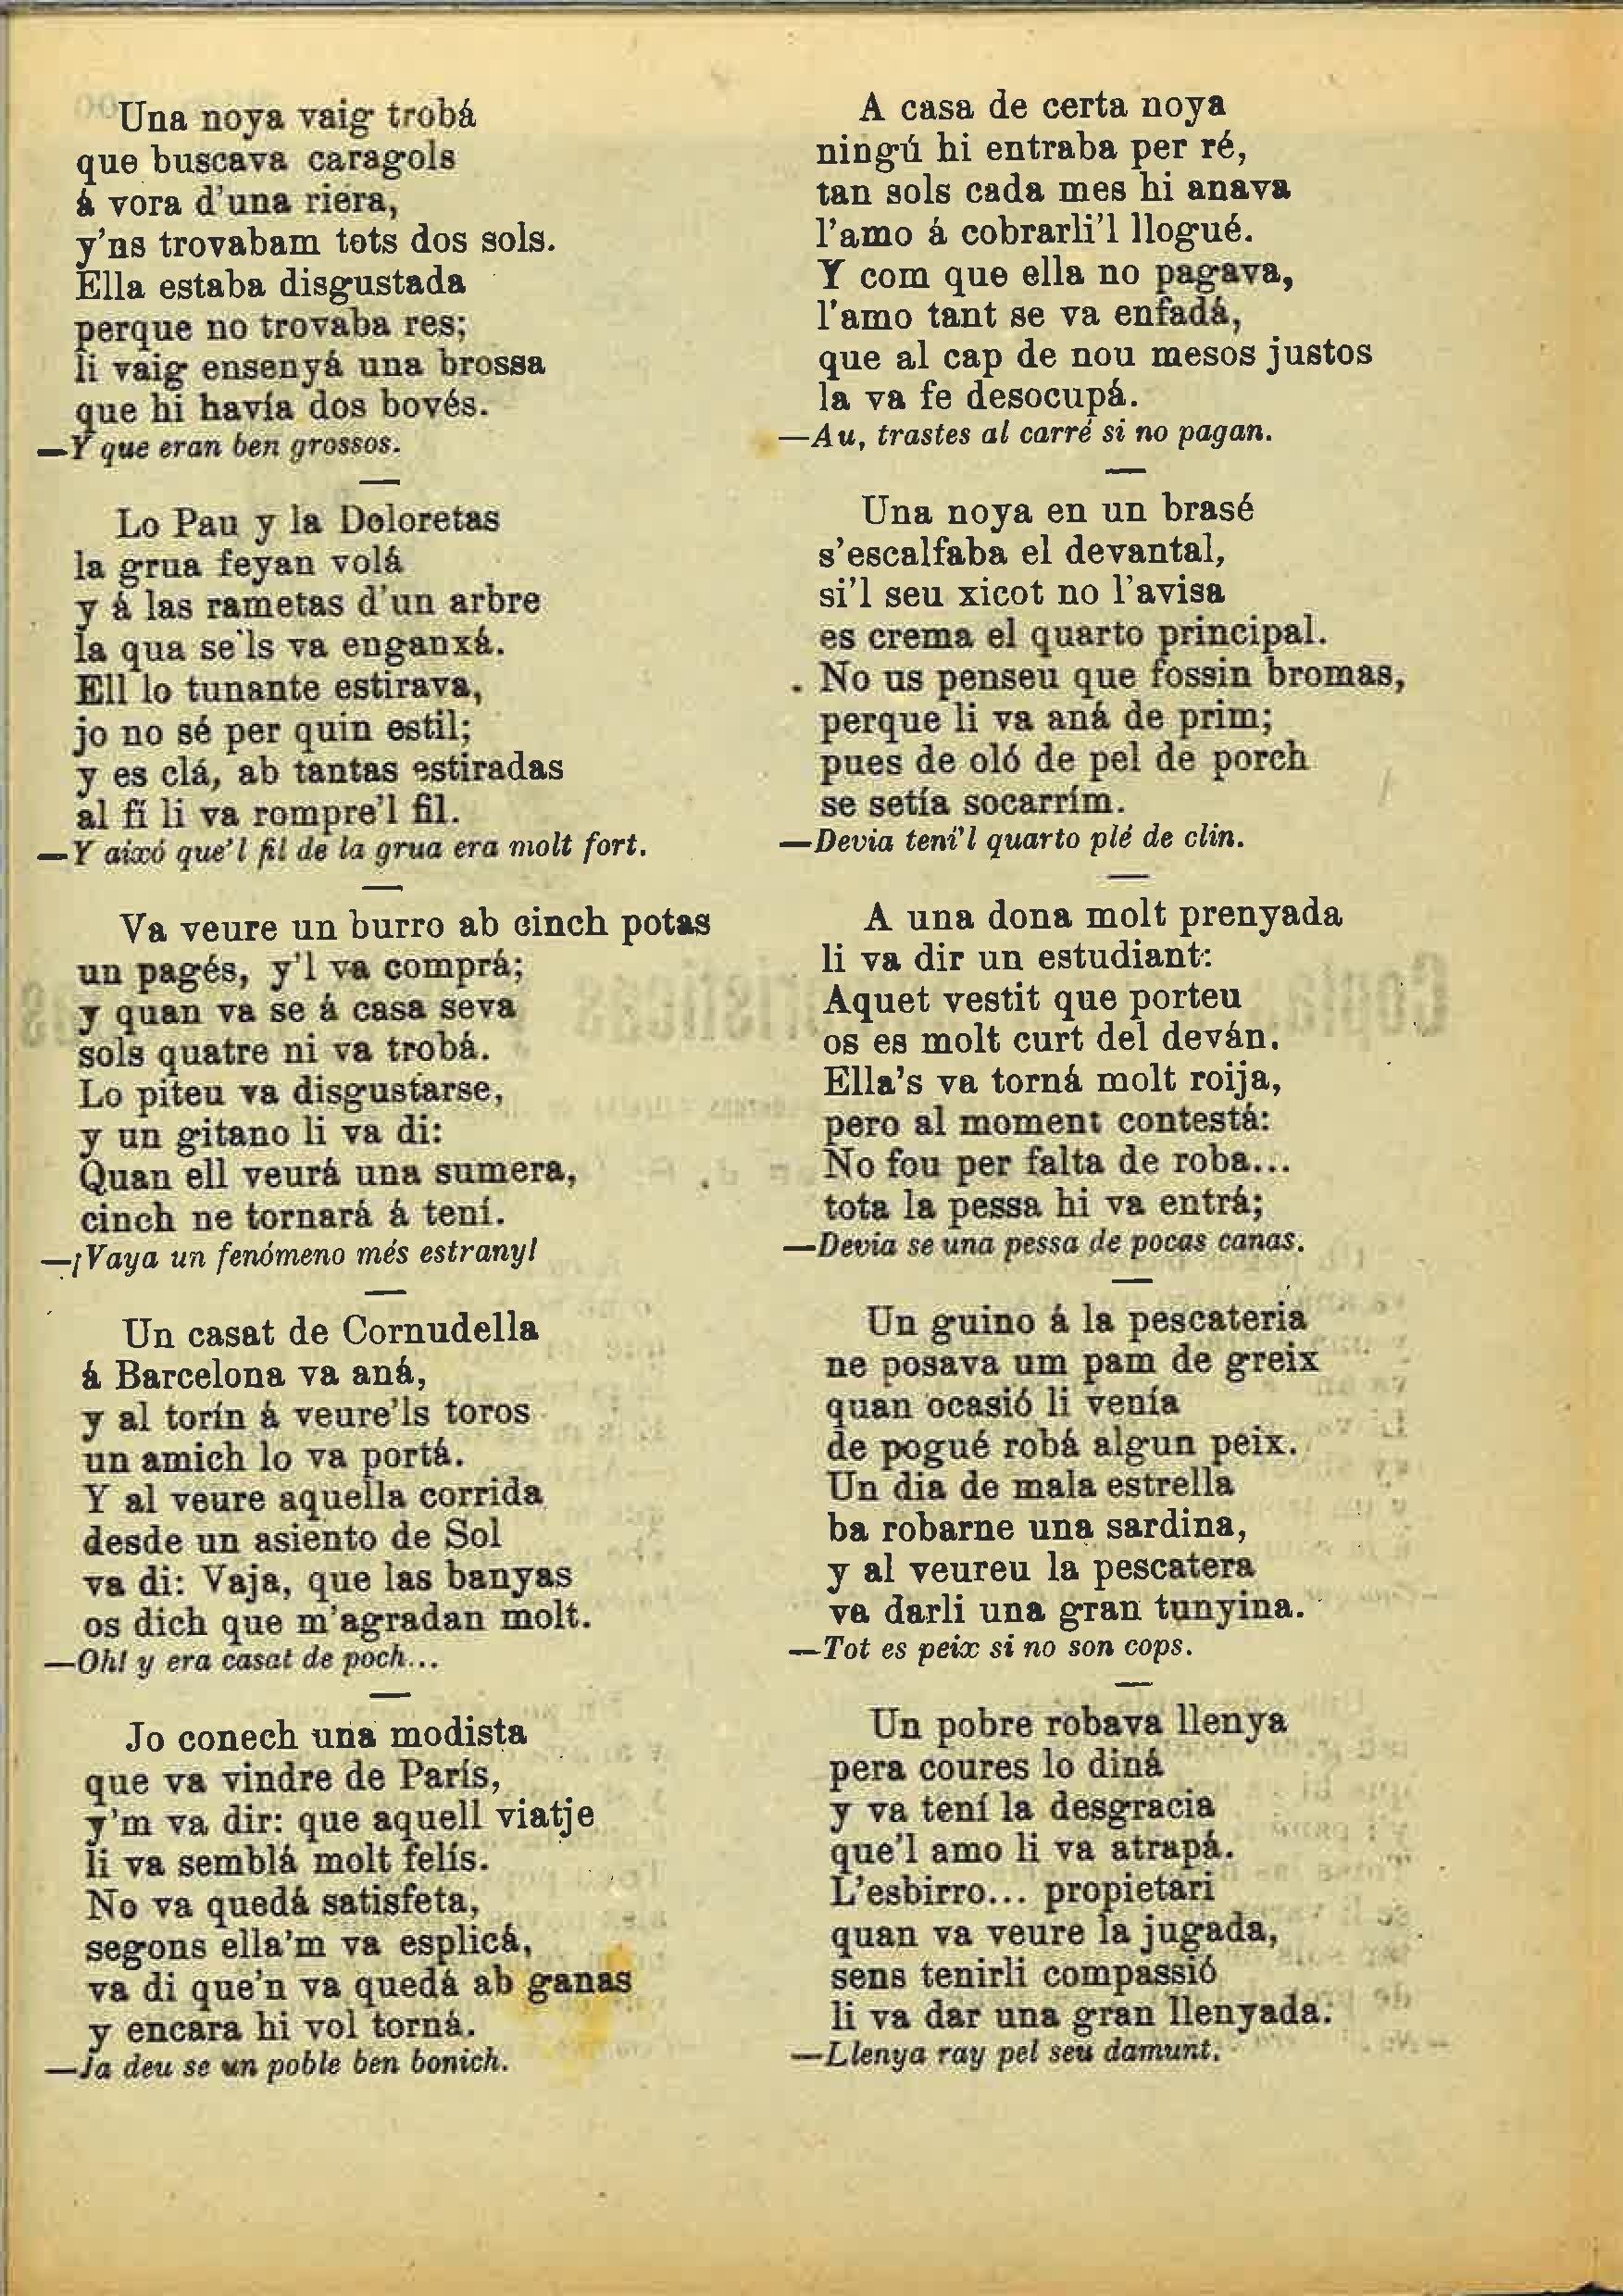 Una noya vaig trobá
que buscava caragols
á vora d'una riera,
y'ns trovabam tots dos sols.
Ella estaba disgustada
perque no trovaba res;
li vaig ensenyá una brossa
que hi havía dos bovés.
—Y que eran ben grossos.
Lo Pau y la Doloretas
la grua feyan volá
y á las rametas d'un arbre
la qua se'ls va enganxá.
Ell lo tunante estirava,
jo no sé per quin estil;
y es clá, ab tantas estiradas
al fí li va rompre'l fil.
—Y aixó que'l fil de la grua era molt fort.
Va veure un burro ab cinch potas
un pagés, y'l va comprá;
y quan va se á casa seva
sols quatre ni va trobá.
Lo piteu va disgustarse,
y un gitano li va di:
Quan ell veurá una sumera,
cinch ne tornará á tení.
—¡Vaya un fenómeno més estrany!
Un casat de Cornudella
á Barcelona va aná,
y al torín á veure'ls toros
un amich lo va portá.
Y al veure aquella corrida
desde un asiento de Sol
va di: Vaja, que las banyas
os dich que m'agradan molt.
—Oh! y era casat de poch...
Jo conech una modista
que va vindre de París,
y'm va dir: que aquell viatje
li va semblá molt felís.
No va quedá satisfeta,
segons ella'm va esplicá,
va di que'n va quedá ab ganas
y encara hi vol torná.
—Ja deu se un poble ben bonich.
A casa de certa noya
ningú hi entraba per ré,
tan sols cada mes hi anava
l'amo á cobrarli'l llogué.
Y com que ella no pagava,
l'amo tant se va enfadá,
que al cap de nou mesos justos
la va fe desocupá.
—Au, trastes al carré si no pagan.
Una noya en un brasé
s'escalfaba el devantal,
si'l seu xicot no l'avisa
es crema el quarto principal.
No us penseu que fossin bromas,
perque li va aná de prim;
pues de oló de pel de porch
se setía socarrím.
—Devia tení'l quarto plé de clin.
A una dona molt prenyada
li va dir un estudiant:
Aquet vestit que porteu
os es molt curt del deván.
Ella's va torná molt roija,
pero al moment contestá:
No fou per falta de roba...
tota la pessa hi va entrá;
—Devia se una pessa de pocas canas.
Un guino á la pescateria
ne posava um pam de greix
quan ocasió li venía
de pogué robá algun peix.
Un dia de mala estrella
ba robarne una sardina,
y al veureu la pescatera
va darli una gran tunyina.
—Tot es peix si no son cops.
Un pobre robava llenya
pera coures lo diná
y va tení la desgracia
que'l amo li va atrapá.
L'esbirro... propietari
quan va veure la jugada,
sens tenirli compassió
li va dar una gran llenyada.
—Llenya ray pel seu damunt.